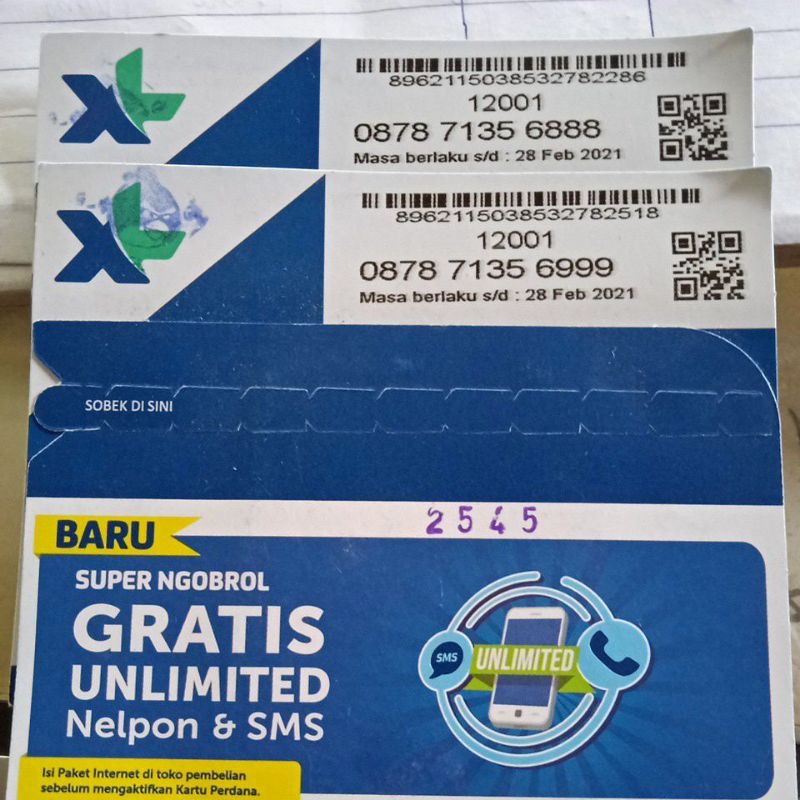 XL
8962115038532782286
12001
0878 7135 6888
Masa berlaku s/d : 28 Feb 2021
XL
8962115038532782518
12001
0878 7135 6999
Masa berlaku s/d : 28 Feb 2021
SOBEK DI SINI
2545
BARU
SUPER NGOBROL
GRATIS
UNLIMITED
Nelpon & SMS
SMS
UNLIMITED
Isi Paket Internet di toko pembelian
sebelum mengaktifkan Kartu Perdana.